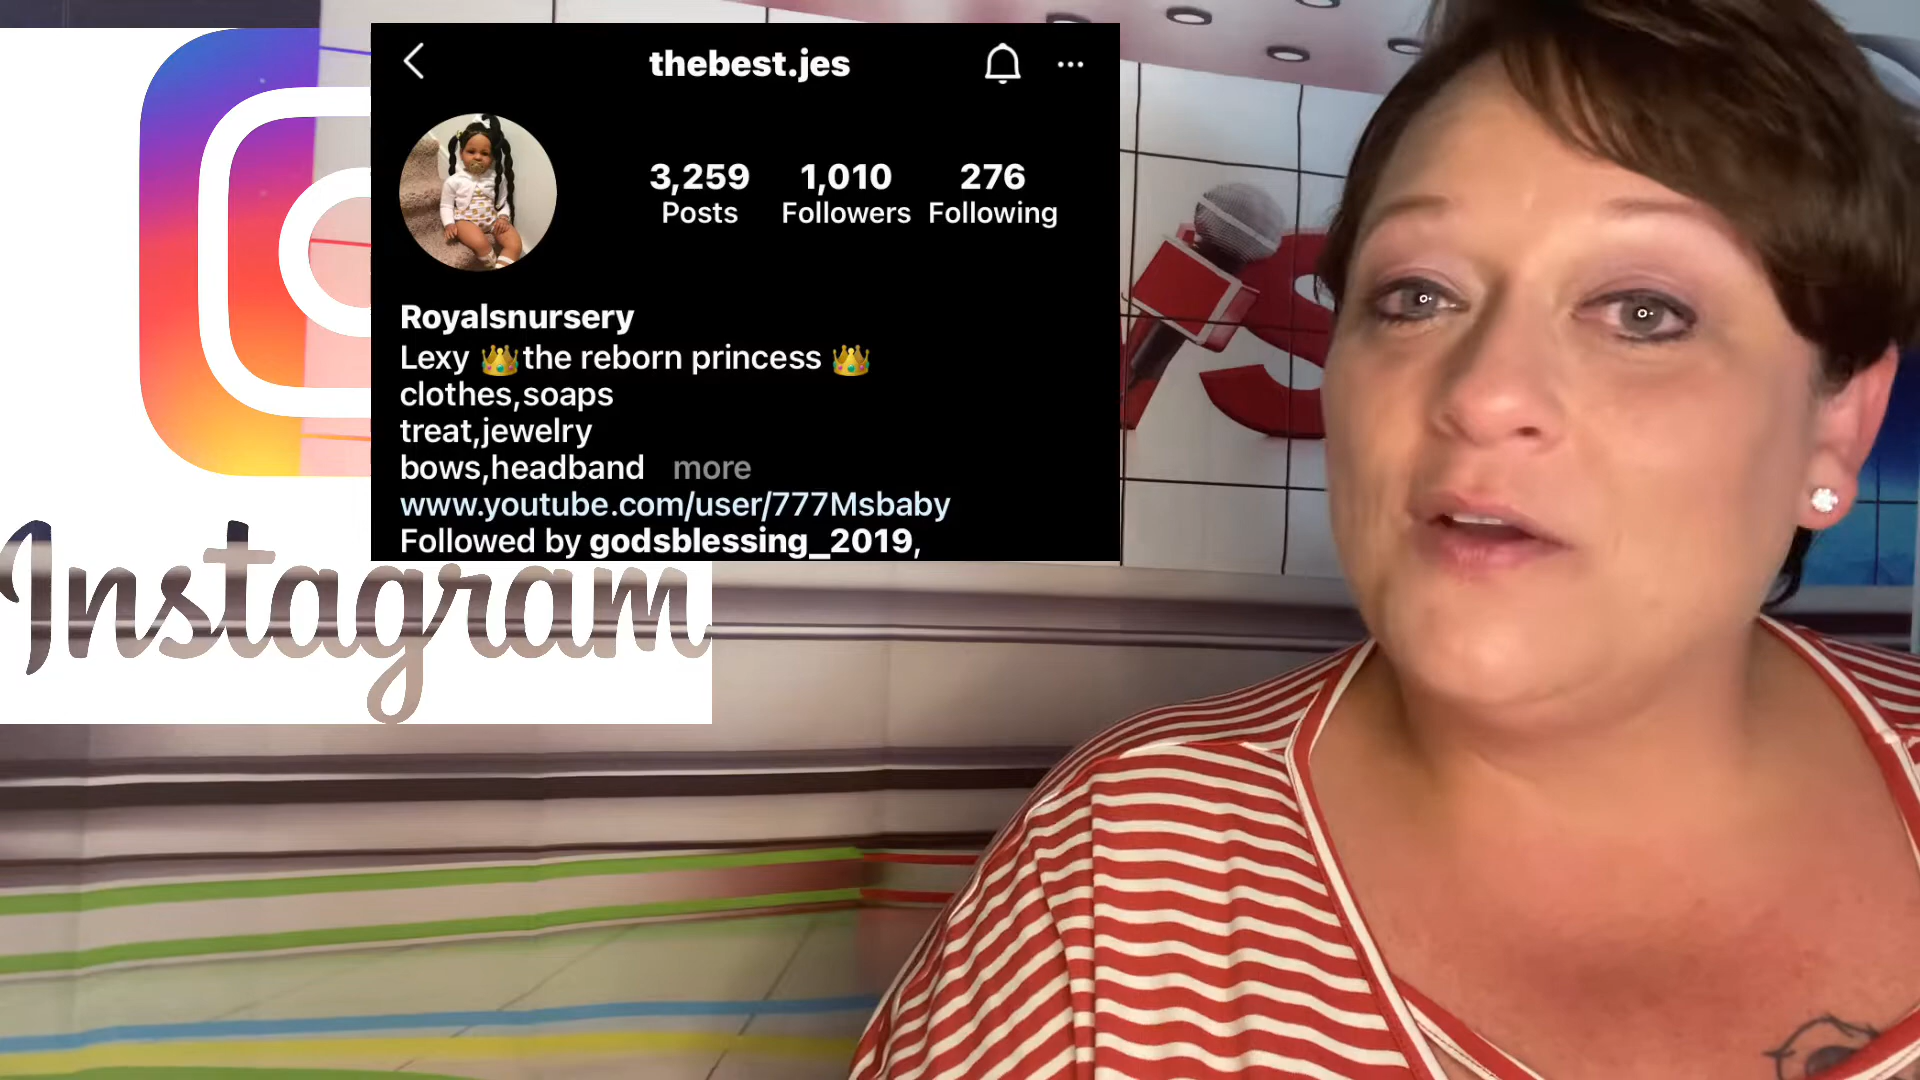 thebest.jes
3,259 1,010 276
Posts Followers Following
Royalsnursery
Lexy 👑the reborn princess 👑
clothes,soaps
treat,jewelry
bows,headband more
www.youtube.com/user/777Msbaby
Followed by godsblessing_2019,
Instagram